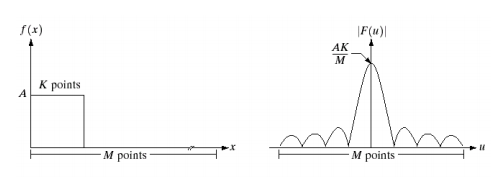 f(x)
K points
A
x
M points
|F(u)|
AK
M
u
M points